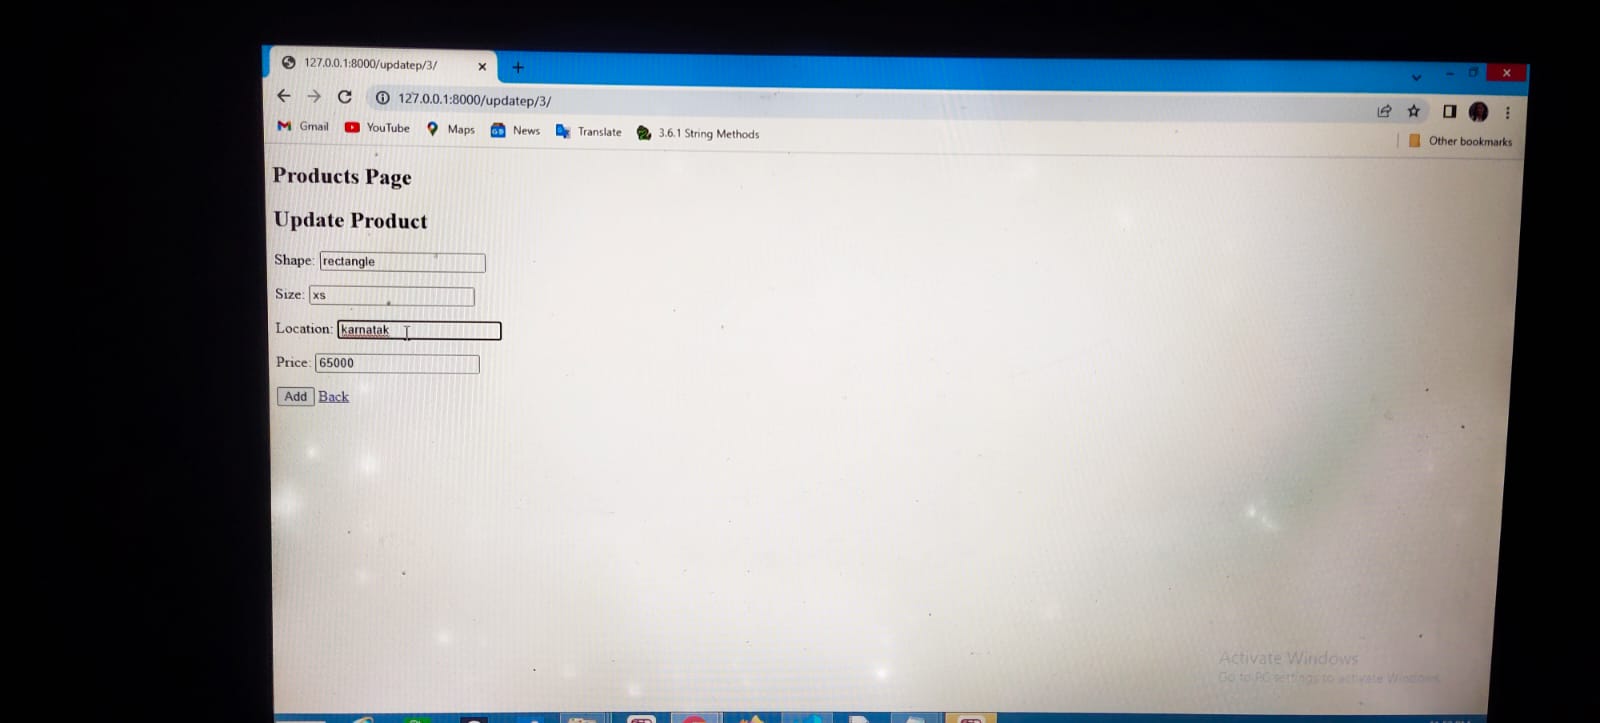 127.0.0.1:8000/updatep/3/
127.0.0.1:8000/updatep/3/
Gmail YouTube Maps News Translate 3.6.1 String Methods
Other bookmarks
Products Page
Update Product
Shape: rectangle
Size: xs
Location: karnatak
Price: 65000
Add Back
Activate Windows
Go to PC settings to activate Windows.